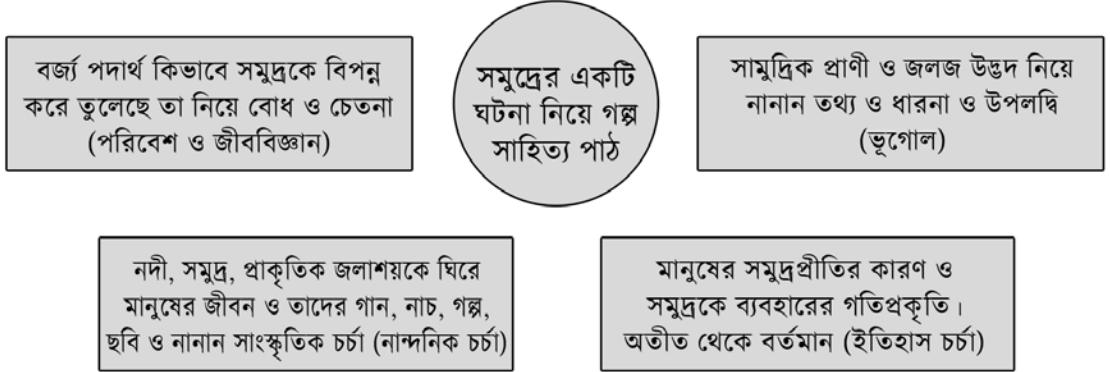 বর্জ্য পদার্থ কিভাবে সমুদ্রকে বিপন্ন
করে তুলেছে তা নিয়ে বোধ ও চেতনা
(পরিবেশ ও জীববিজ্ঞান)
সমুদ্রের একটি
ঘটনা নিয়ে গল্প
সাহিত্য পাঠ
সামুদ্রিক প্রাণী ও জলজ উদ্ভদ নিয়ে
নানান তথ্য ও ধারনা ও উপলদ্বি
(ভূগোল)
নদী, সমুদ্র, প্রাকৃতিক জলাশয়কে ঘিরে
মানুষের জীবন ও তাদের গান, নাচ, গল্প,
ছবি ও নানান সাংস্কৃতিক চর্চা (নান্দনিক চর্চা)
মানুষের সমুদ্রপ্রীতির কারণ ও
সমুদ্রকে ব্যবহারের গতিপ্রকৃতি।
অতীত থেকে বর্তমান (ইতিহাস চর্চা)